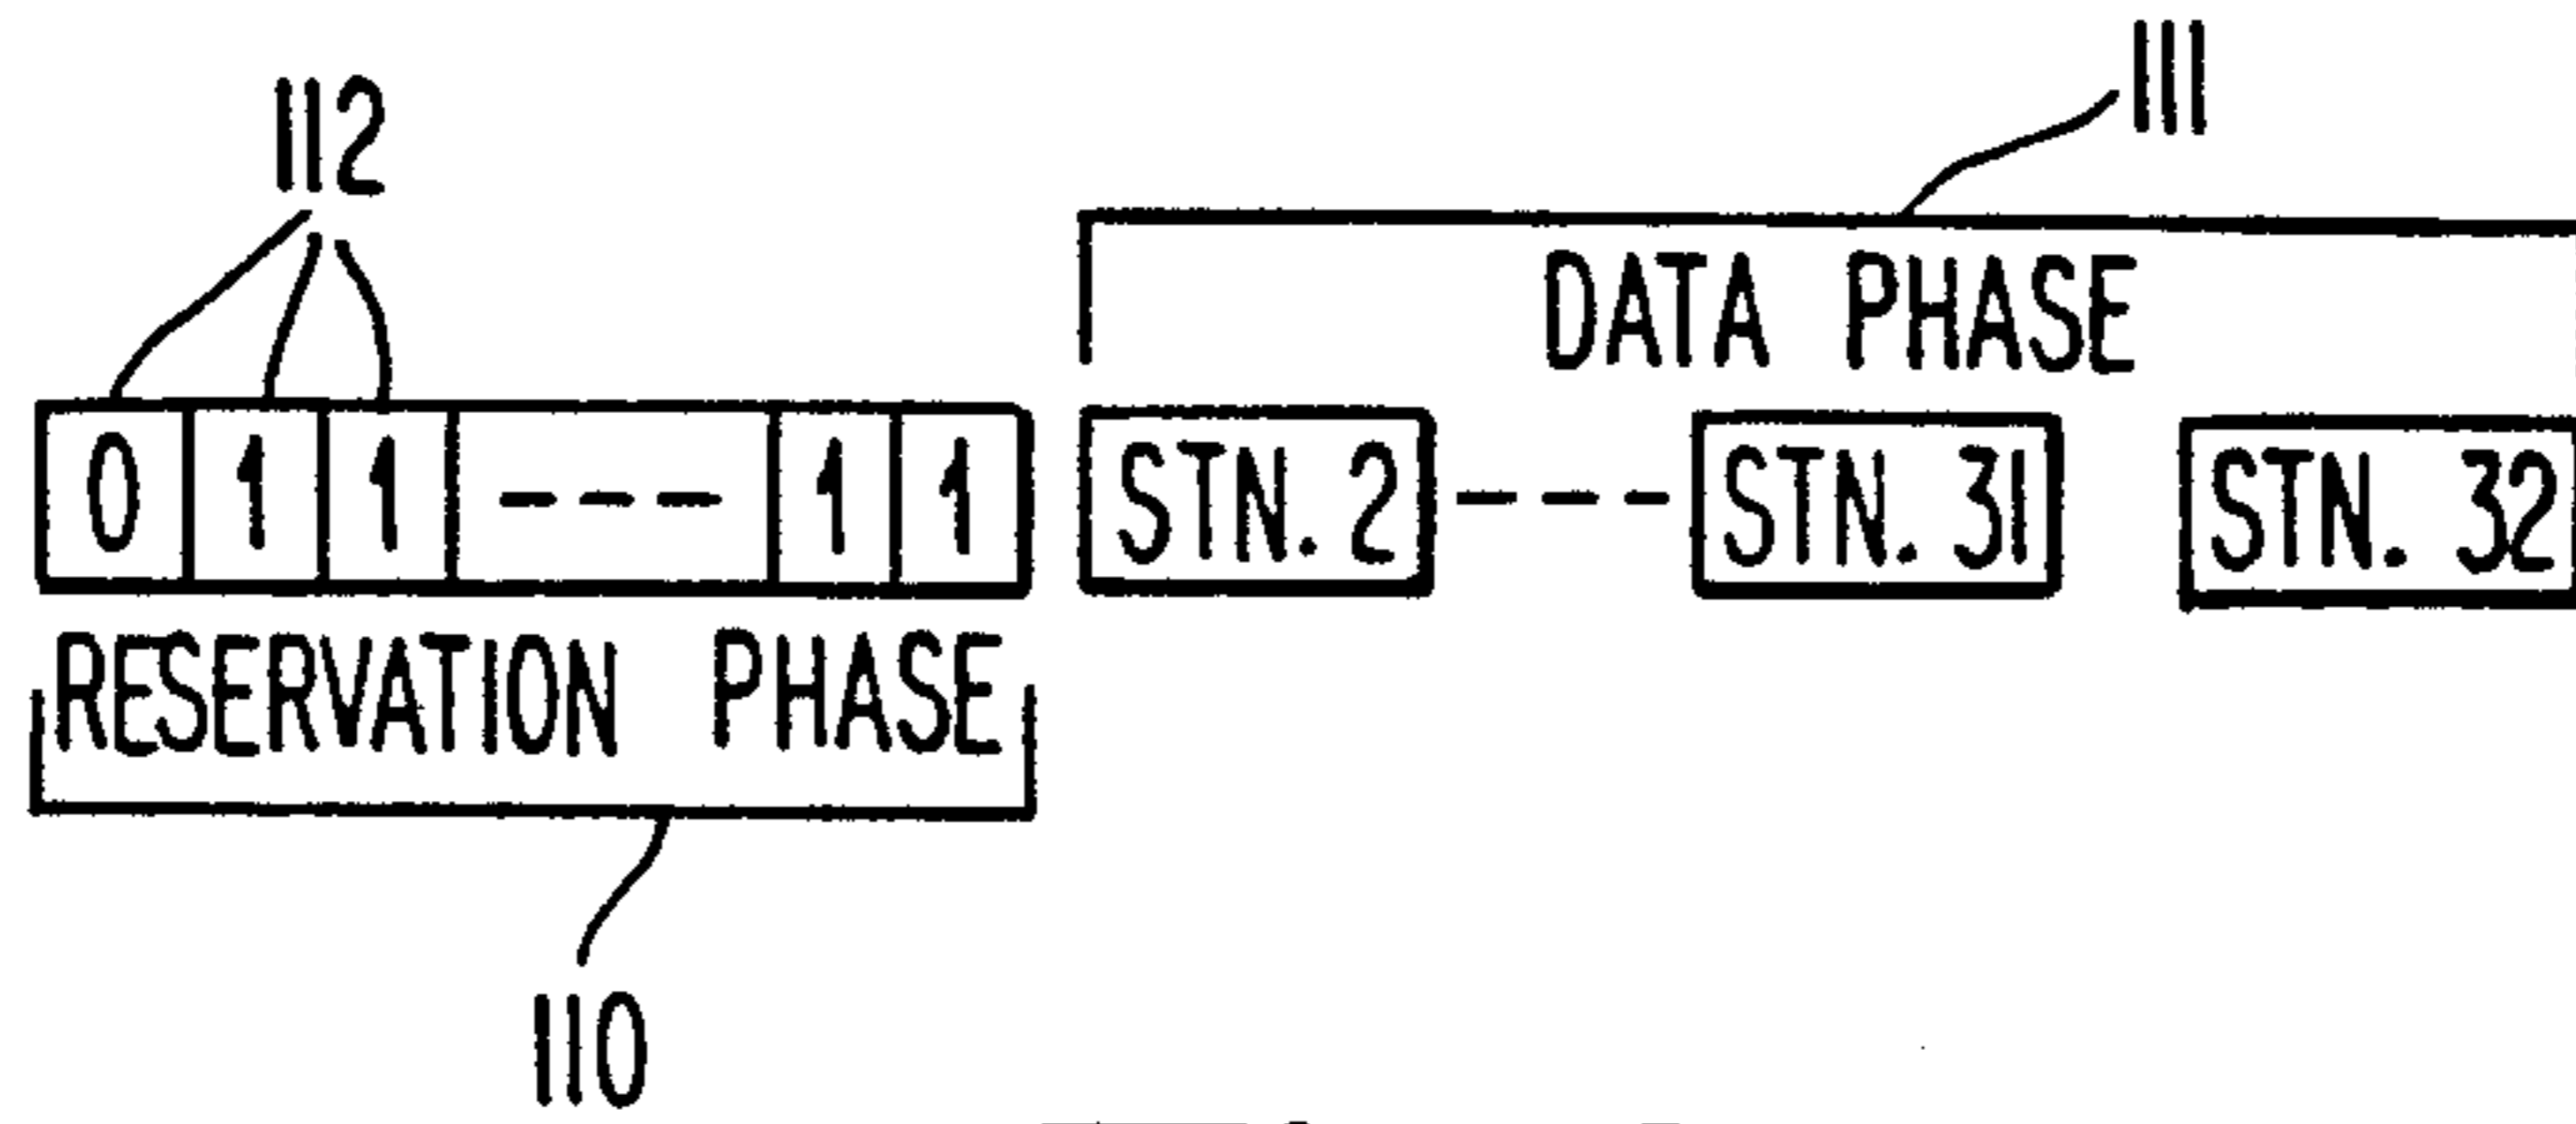 111
112
DATA PHASE
0 1 1 --- 1 1 STN. 2 --- STN. 31 STN. 32
RESERVATION PHASE
110